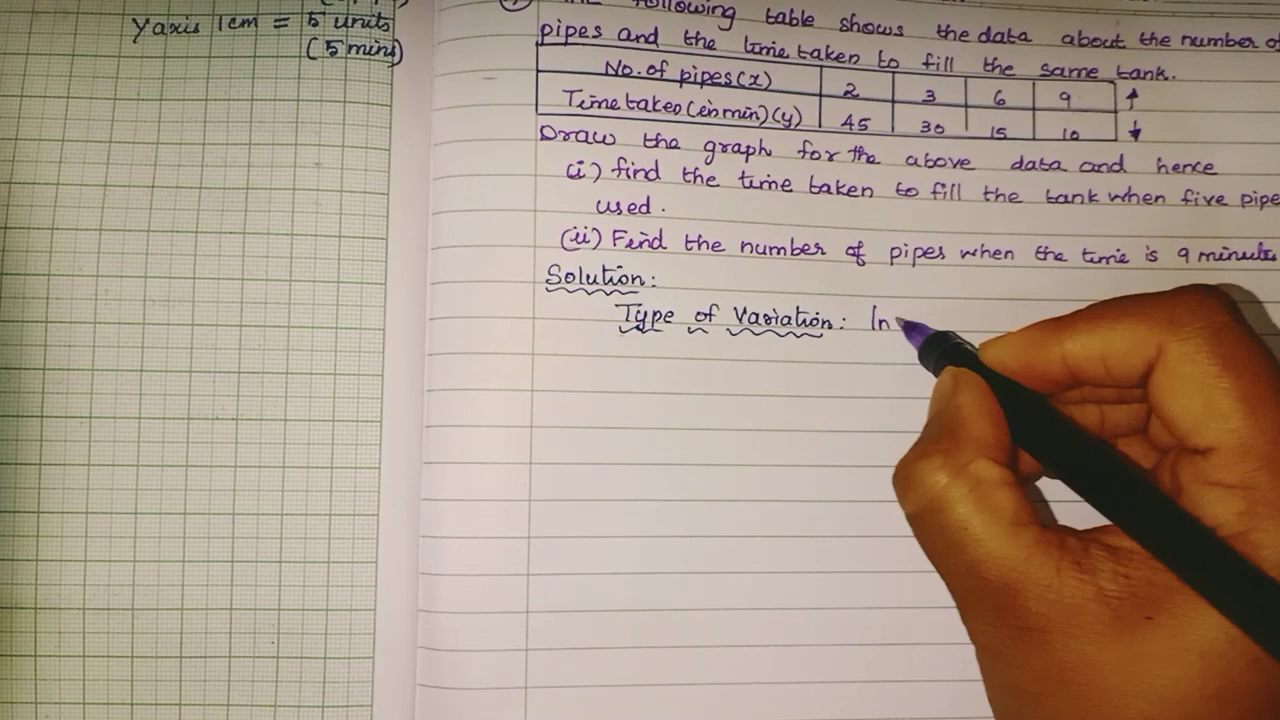 Yaxis 1cm = 5 units
(5 mins)
following table shows the data about the number
pipes and the time taken to fill the same tank.
No. of pipes (x) 2 3 6 9 ↑
Time taken (in min) (y) 45 30 15 10 ↓
Draw the graph for the above data and hence
(i) find the time taken to fill the tank when five pipe
used.
(ii) Find the number of pipes when the time is 9 minutes
Solution:
Type of Variation: In